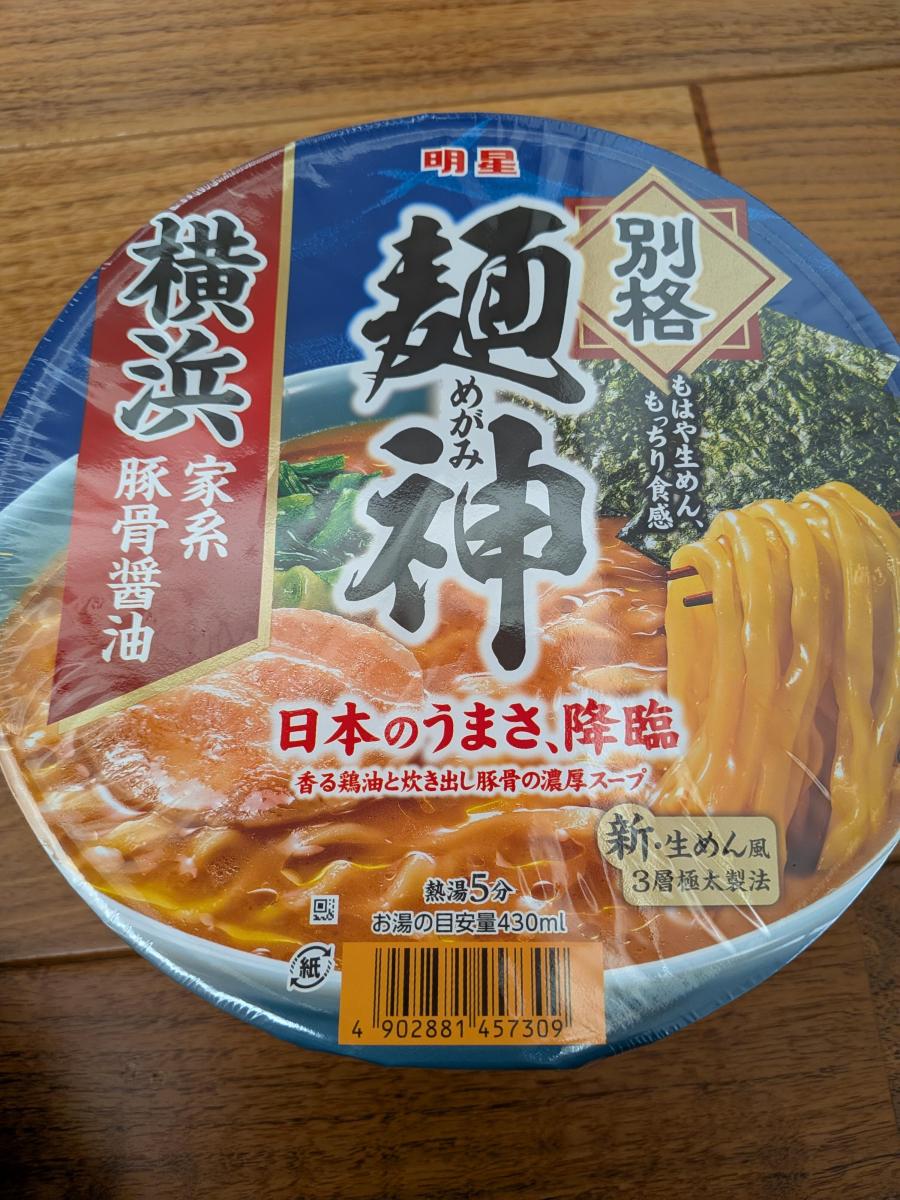 明星
別格
麺神
めがみ
もはや生めん、
もっちり食感
横浜
家系
豚骨醤油
日本のうまさ、降臨
香る鶏油と炊き出し豚骨の濃厚スープ
新・生めん風
3層極太製法
熱湯5分
お湯の目安量430ml
紙
4 902881 457309